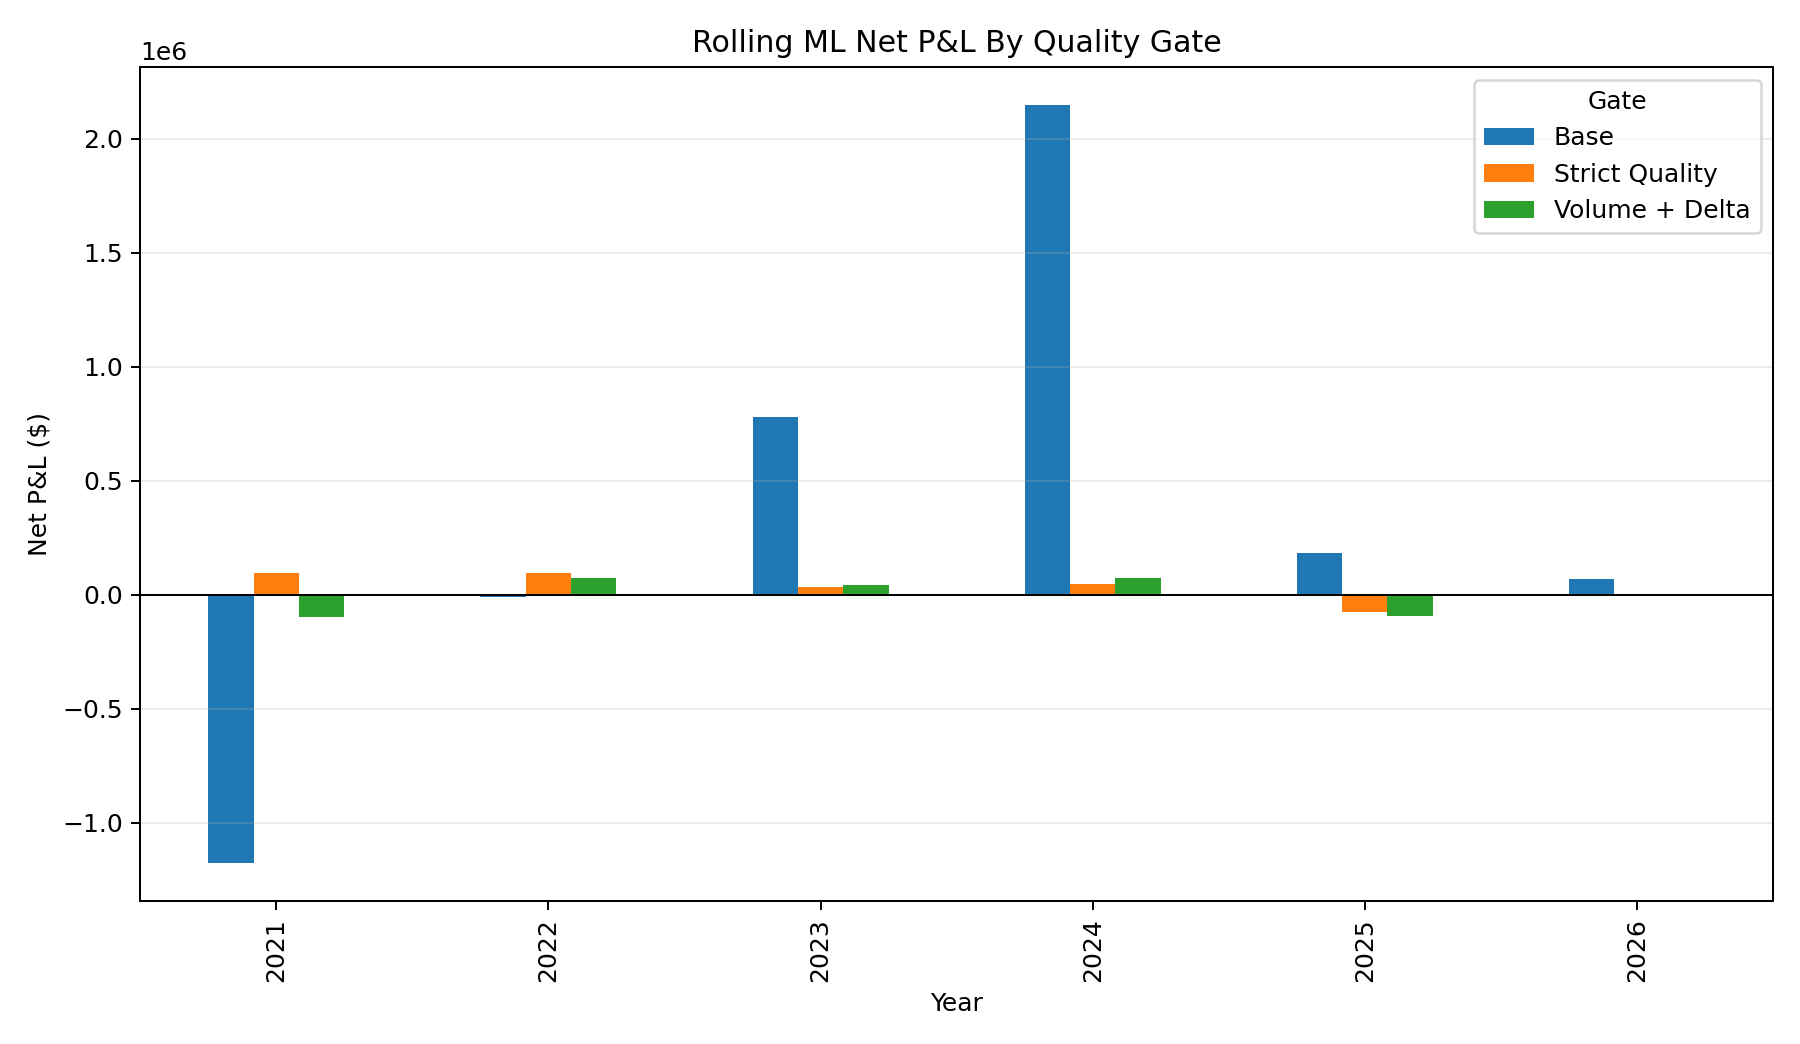 Rolling ML Net P&L By Quality Gate
1e6
Gate
Base
Strict Quality
Volume + Delta
2.0
1.5
1.0
0.5
0.0
−0.5
−1.0
Net P&L ($)
2021
2022
2023
2024
2025
2026
Year